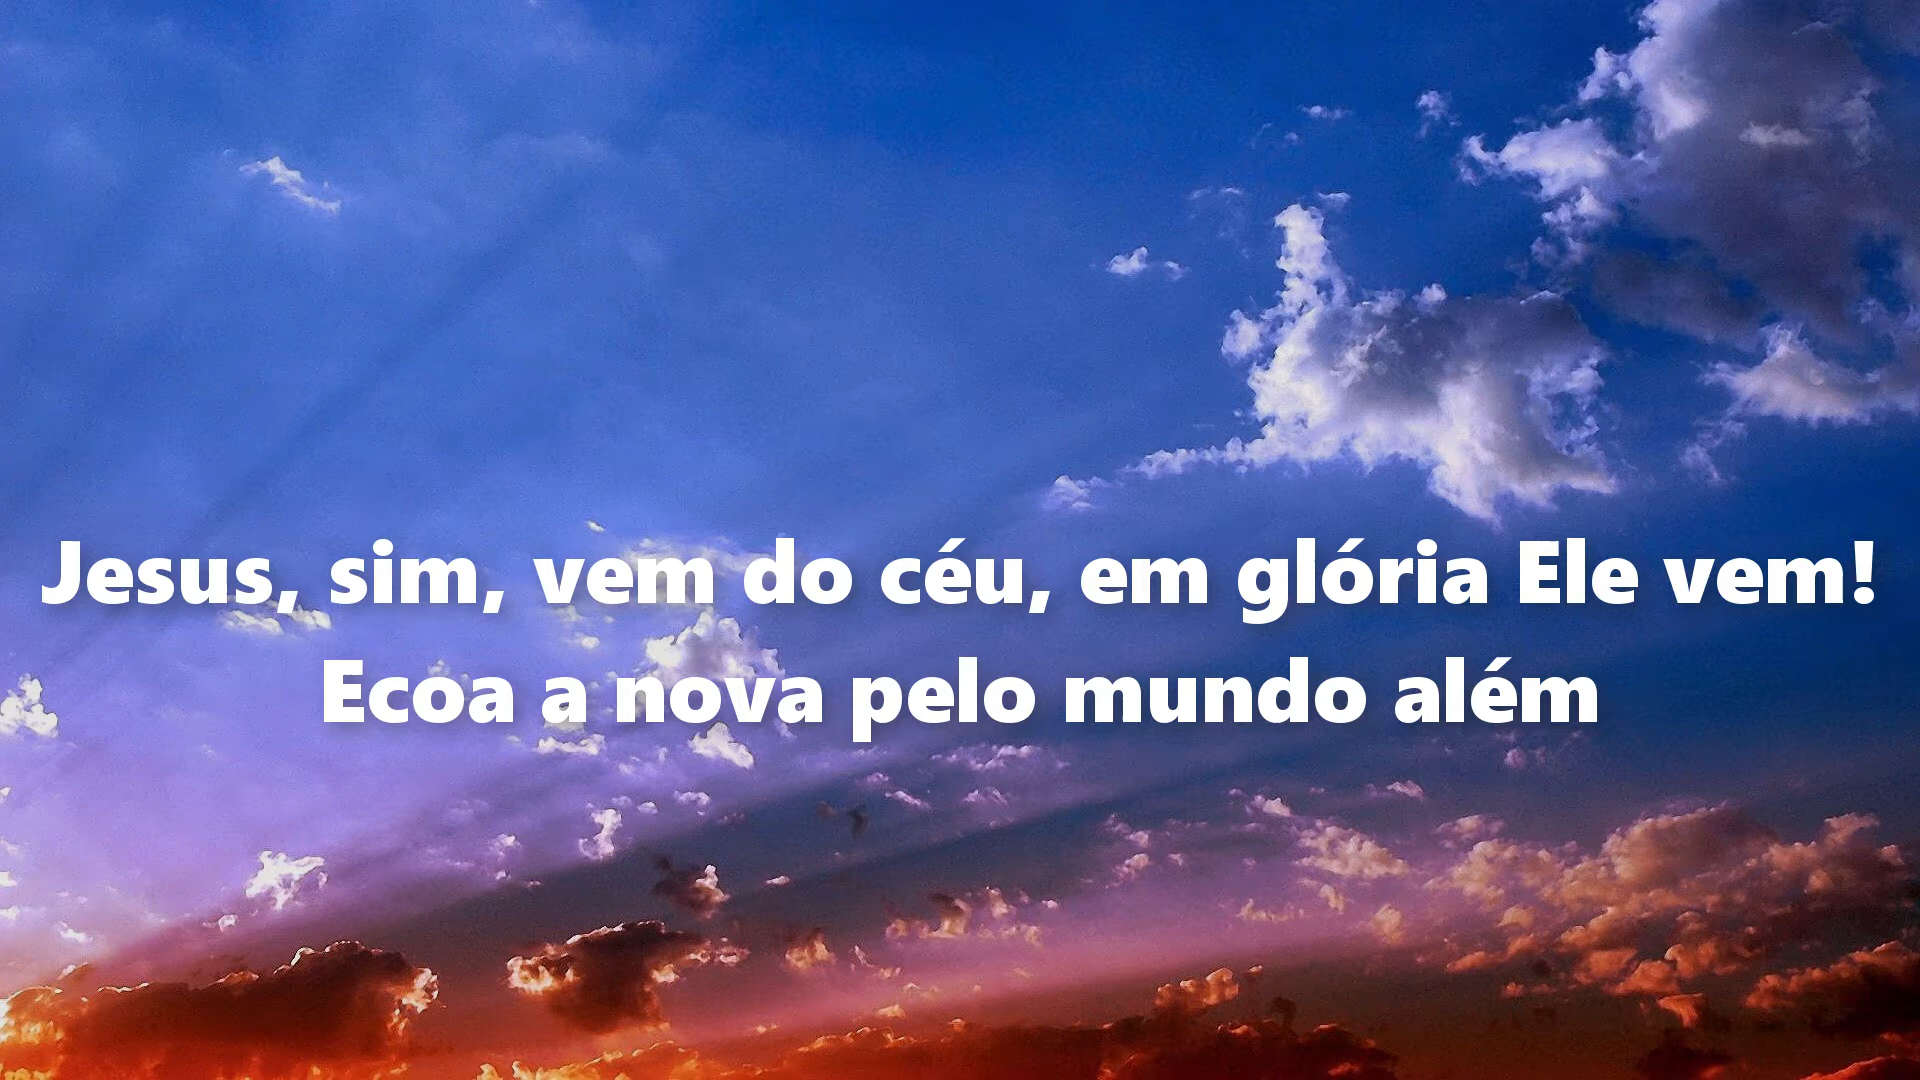 Jesus, sim, vem do céu, em glória Ele vem!
Ecoa a nova pelo mundo além